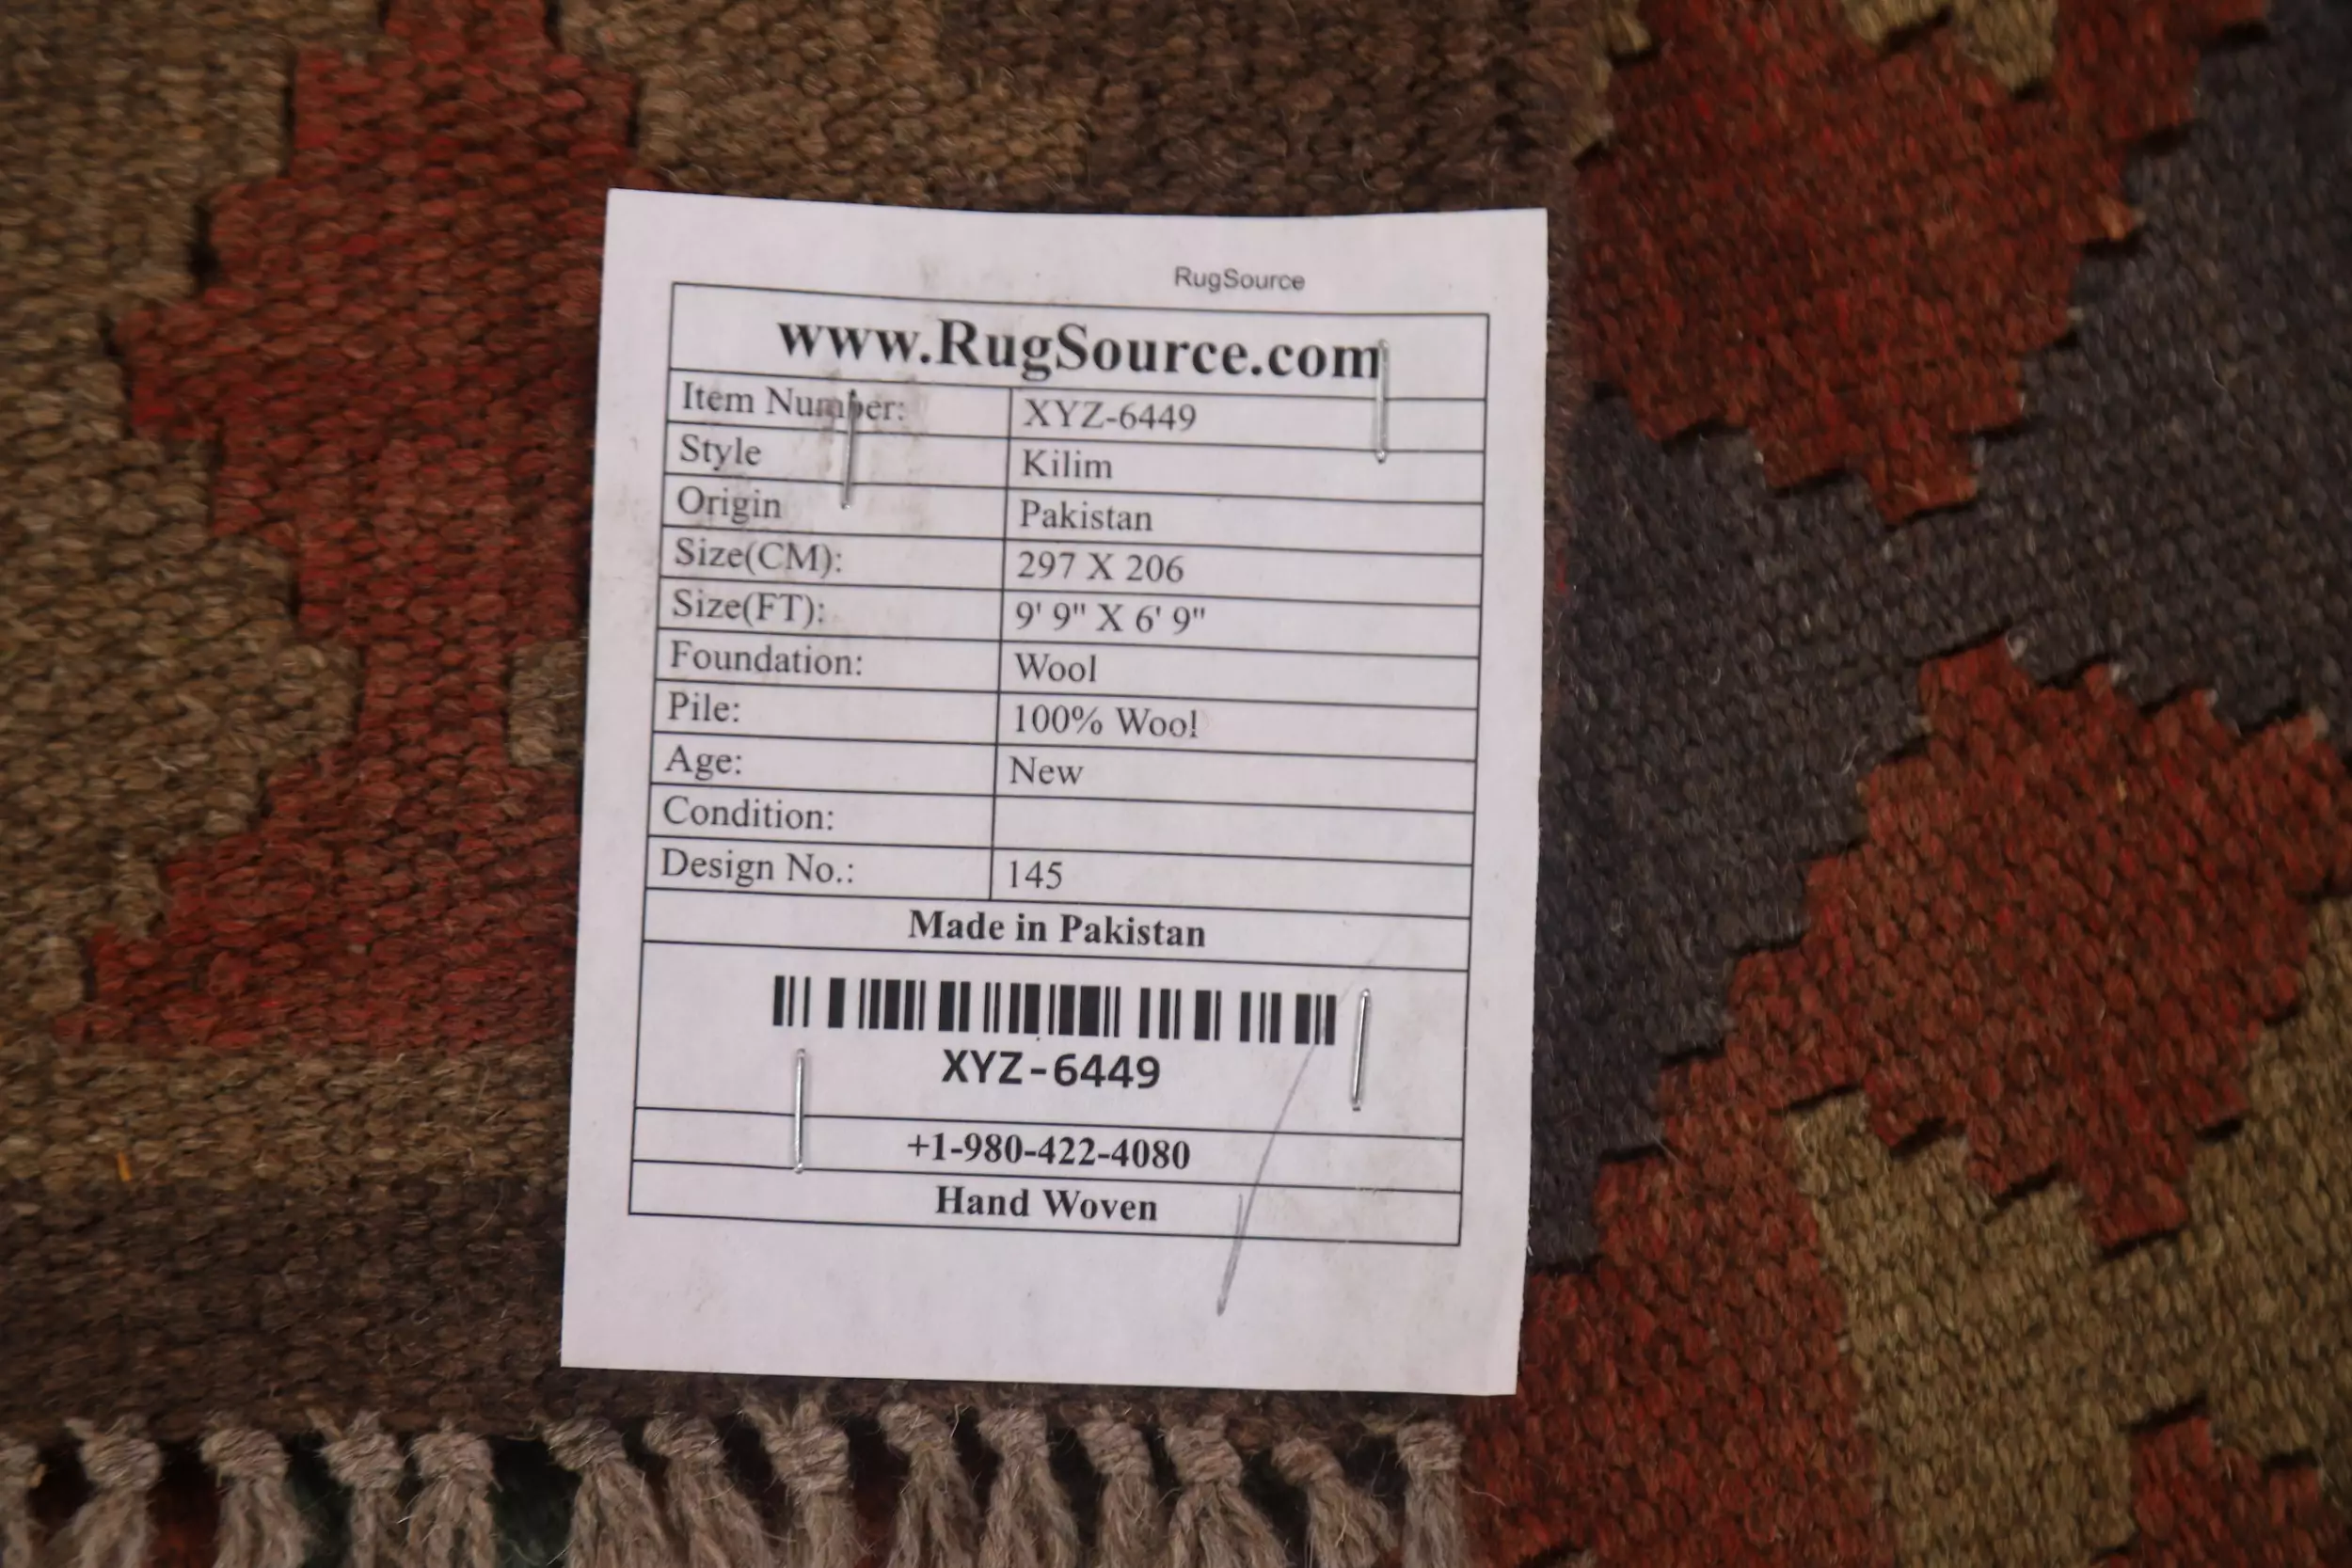 RugSource
www.RugSource.com
Item Number: XYZ-6449
Style Kilim
Origin Pakistan
Size(CM): 297 X 206
Size(FT): 9' 9" X 6' 9"
Foundation: Wool
Pile: 100% Wool
Age: New
Condition:
Design No.: 145
Made in Pakistan
XYZ-6449
+1-980-422-4080
Hand Woven